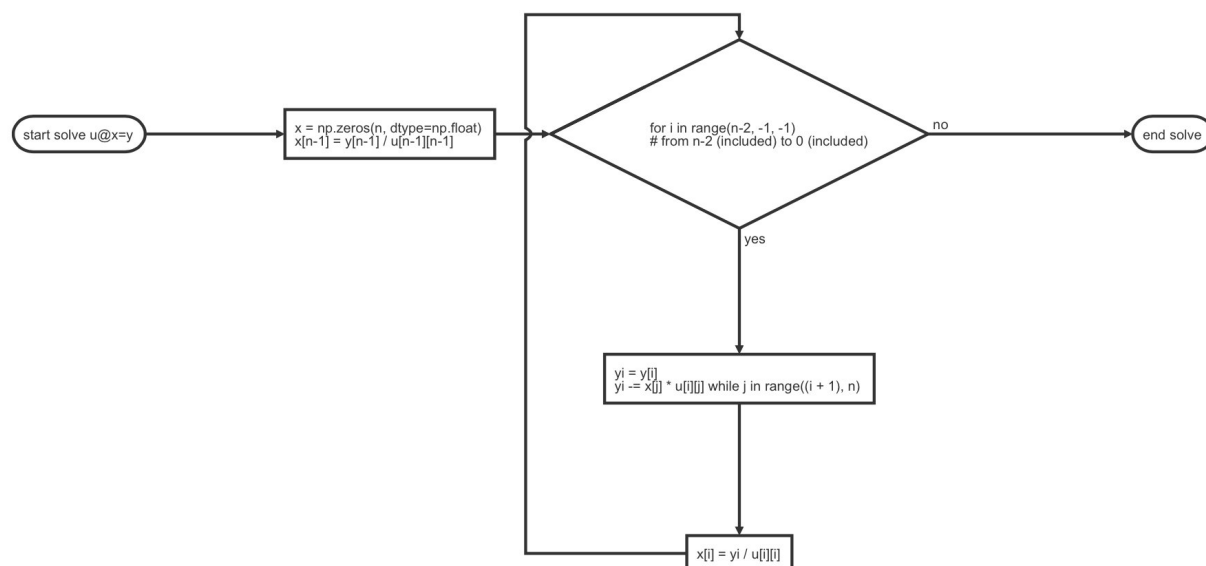 start solve u@x=y
x = np.zeros(n, dtype=np.float)
x[n-1] = y[n-1] / u[n-1][n-1]
for i in range(n-2, -1, -1)
# from n-2 (included) to 0 (included)
no
end solve
yes
yi = y[i]
yi -= x[j] * u[i][j] while j in range((i + 1), n)
x[i] = yi / u[i][i]